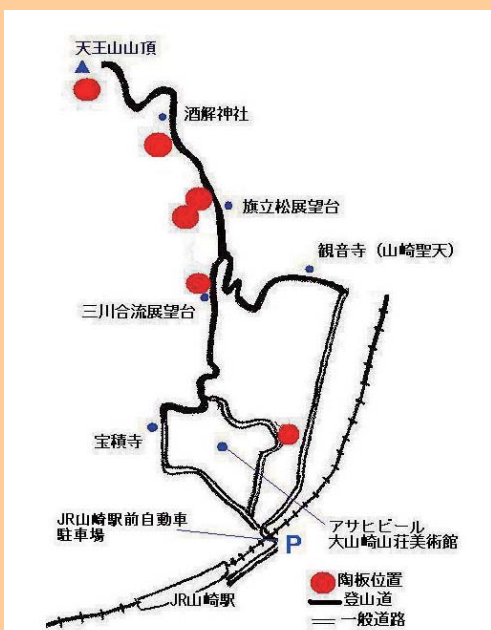 天王山山頂
酒解神社
旗立松展望台
観音寺（山崎聖天）
三川合流展望台
宝積寺
JR山崎駅前自動車
駐車場
P
アサヒビール
大山崎山荘美術館
JR山崎駅
陶板位置
登山道
一般道路